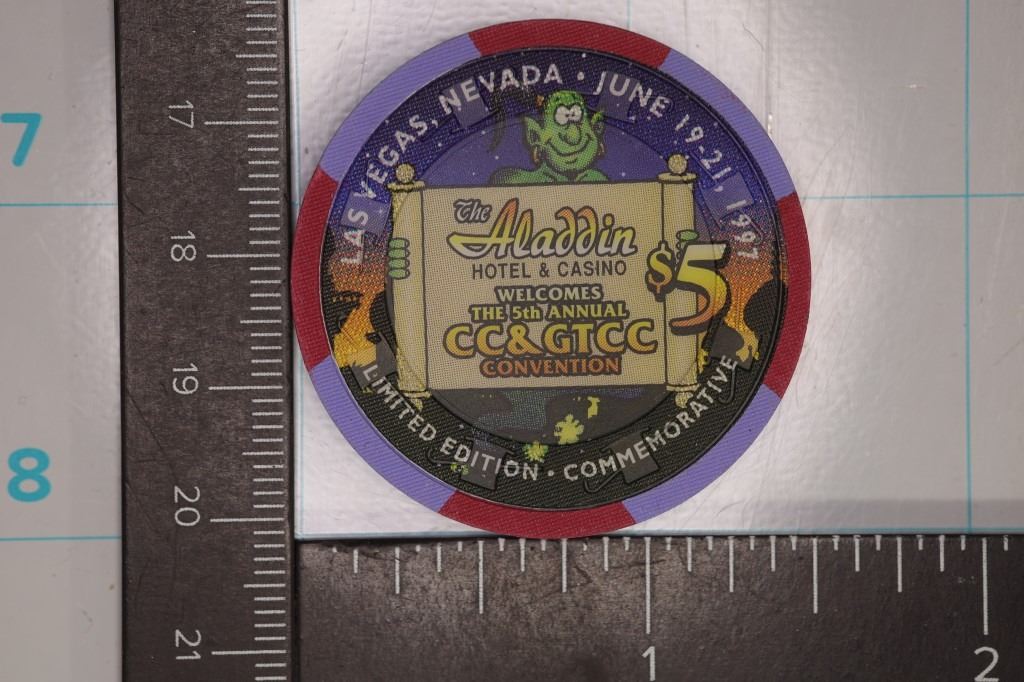 LAS VEGAS, NEVADA • JUNE 19-21, 1997
The
Aladdin
HOTEL & CASINO
$5
WELCOMES
THE 5th ANNUAL
CC&GTCC
CONVENTION
LIMITED EDITION • COMMEMORATIVE
7
8
17
18
19
20
21
1
2